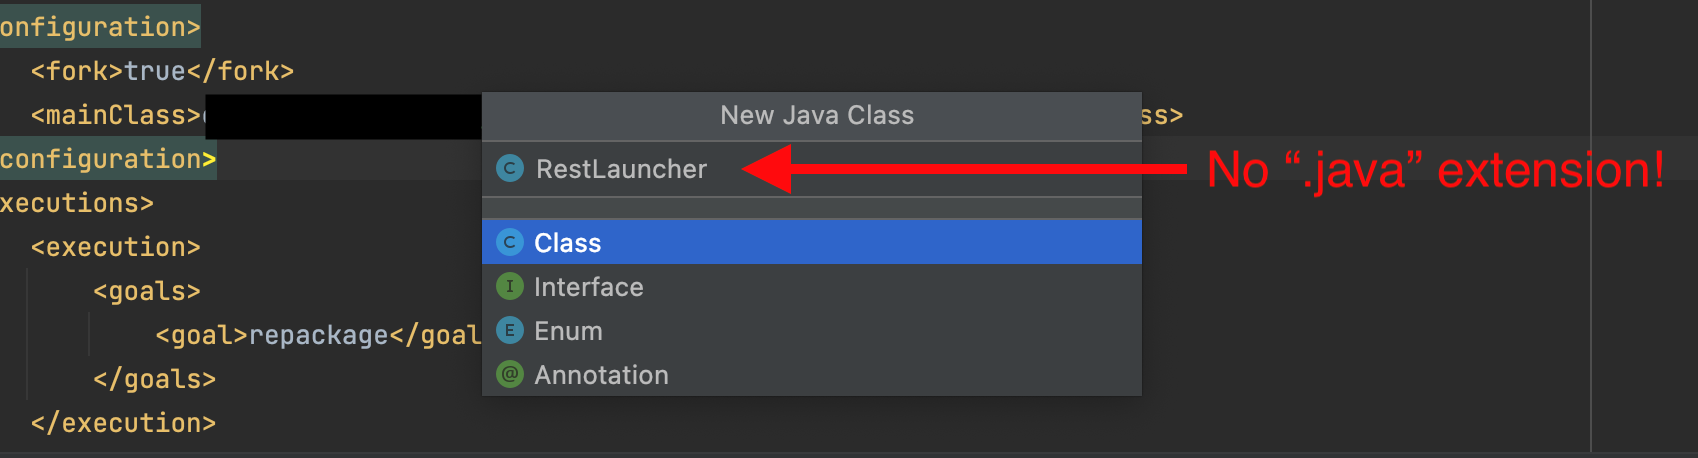 onfiguration>
<fork>true</fork>
<mainClass>
ss>
configuration>
xecutions>
<execution>
<goals>
<goal>repackage</goal
</goals>
</execution>
New Java Class
C RestLauncher
C Class
I Interface
E Enum
@ Annotation
No “.java” extension!